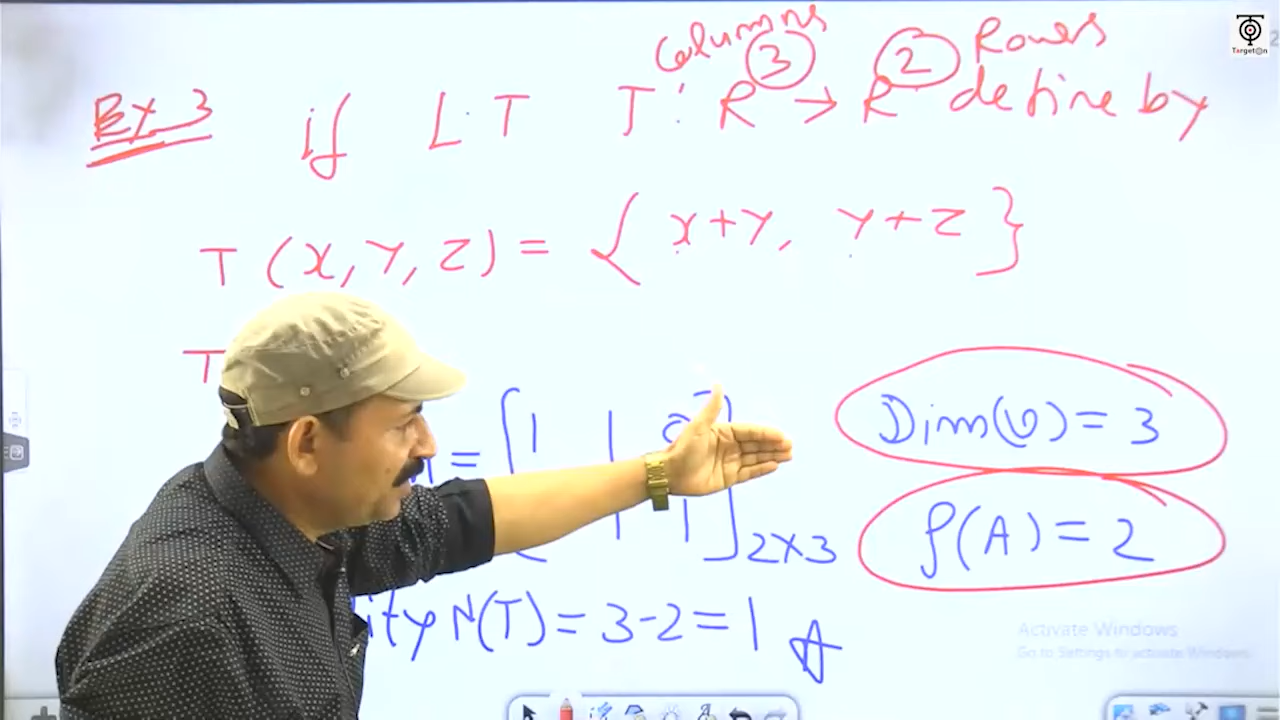 TargetOn
Columns 3 2 Rows
Ex 3 if L.T T: R → R define by
T (x, y, z) = { x+y, y+z }
T
= [ 1 1 0
1 1 ] 2x3
Dim(V) = 3
ρ(A) = 2
ity N(T) = 3-2 = 1 A
Activate Windows
Go to Settings to activate Windows.